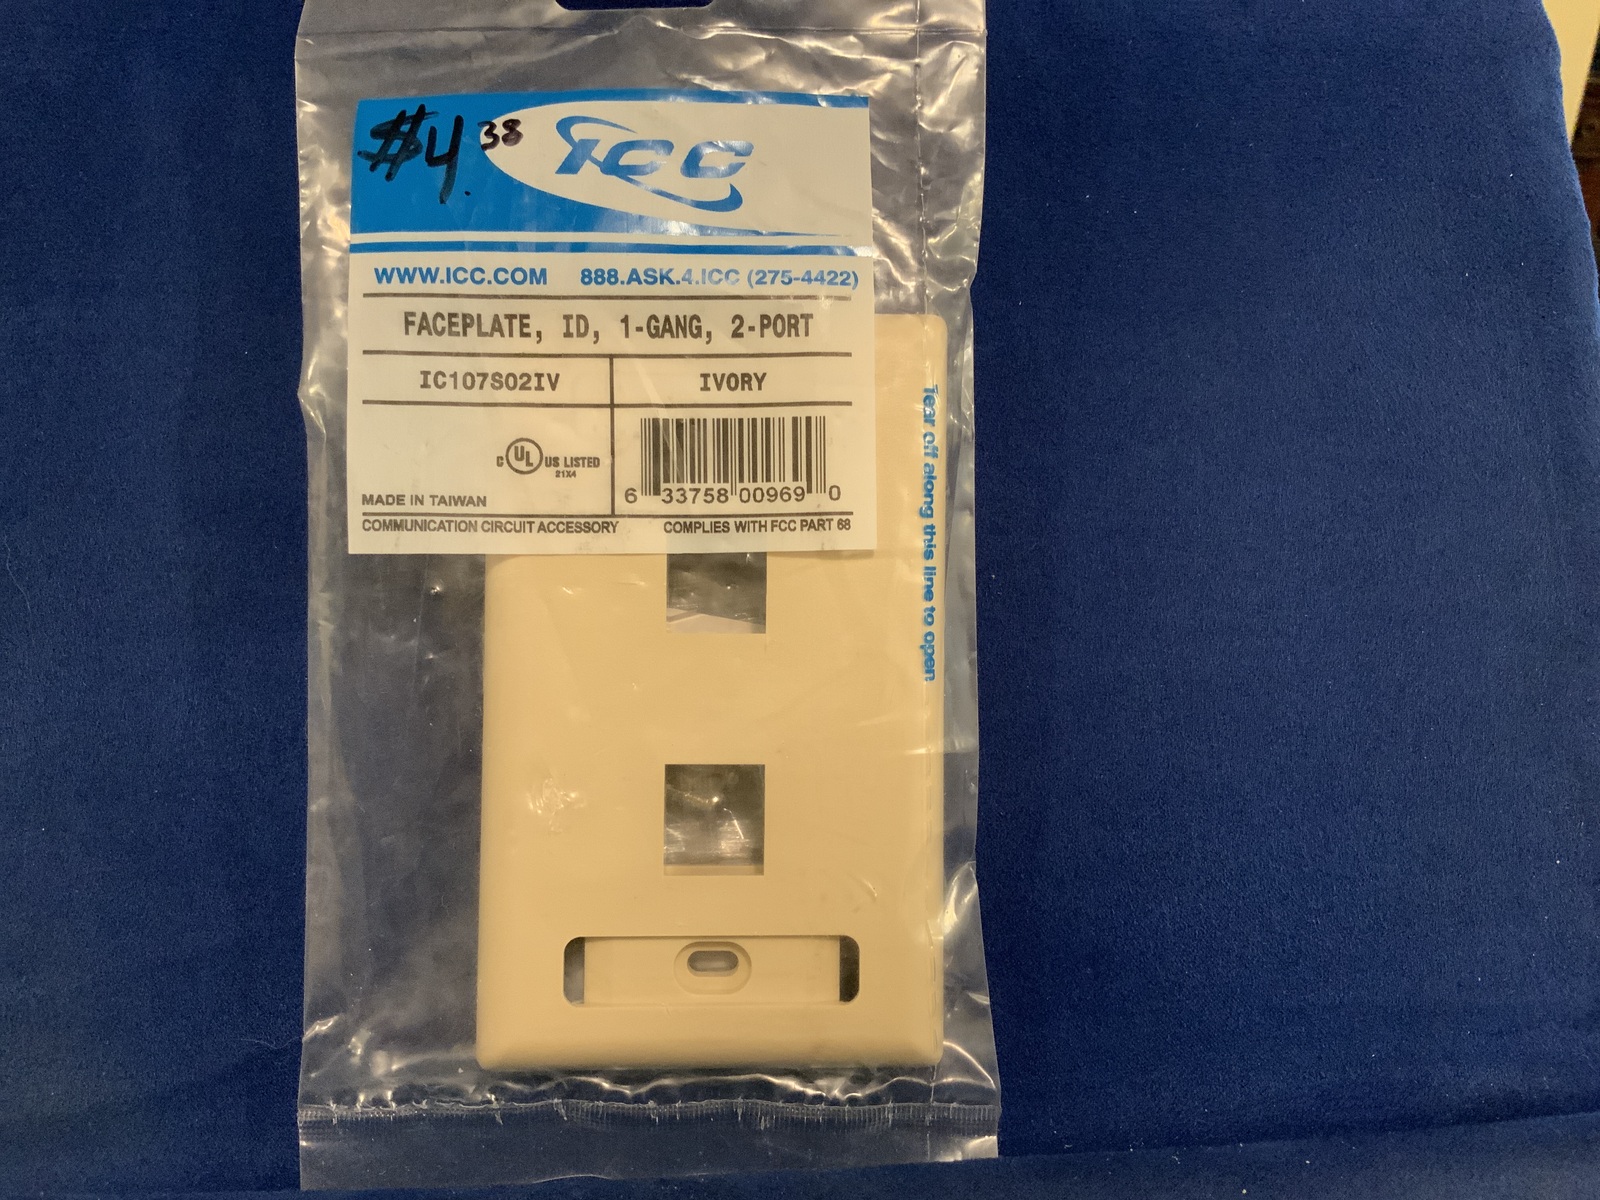 $4.38
ICC
WWW.ICC.COM 888.ASK.4.ICC (275-4422)
FACEPLATE, ID, 1-GANG, 2-PORT
IC107S02IV IVORY
C UL US LISTED
21X4
6 33758 00969 0
MADE IN TAIWAN
COMMUNICATION CIRCUIT ACCESSORY COMPLIES WITH FCC PART 68
Tear off along this line to open